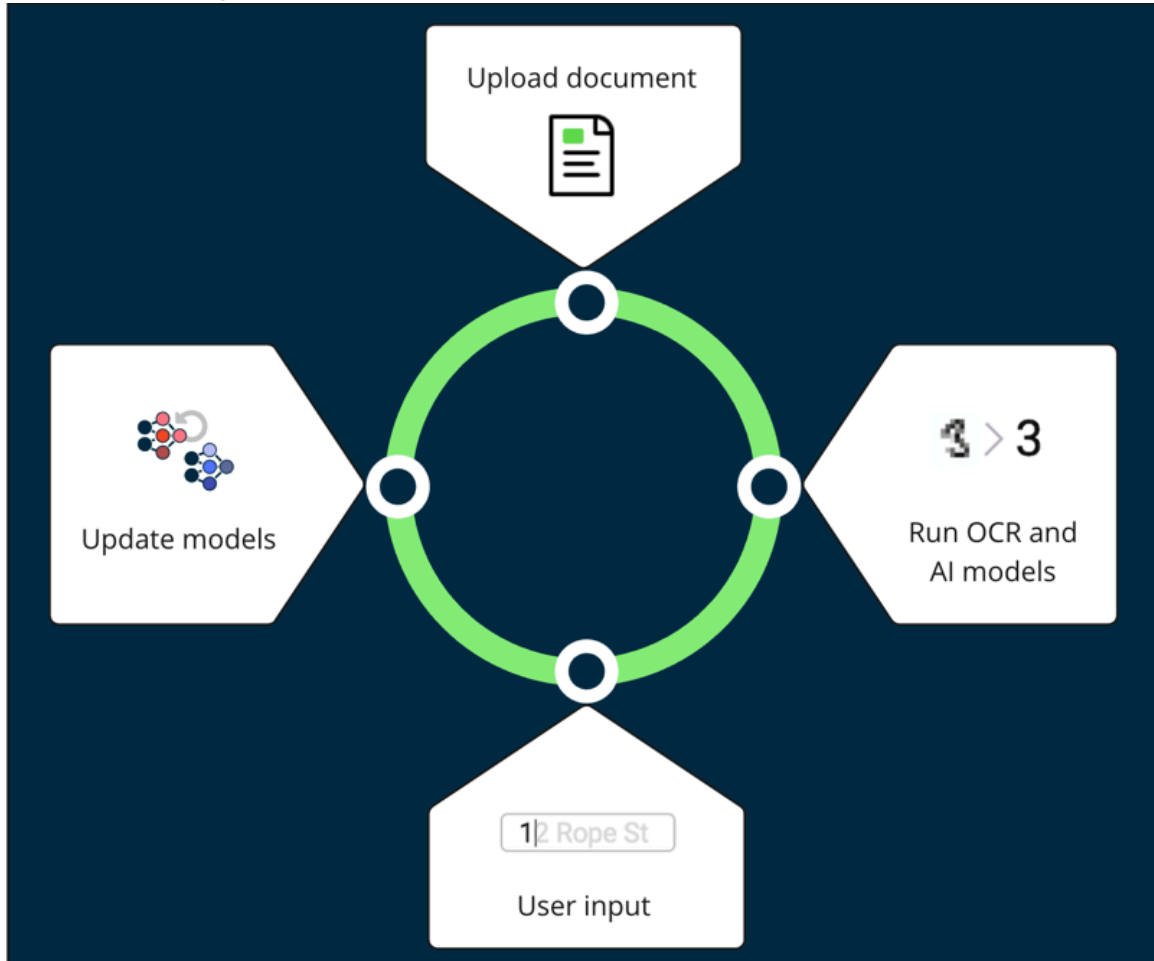 Upload document
3 > 3
Update models
Run OCR and
AI models
12 Rope St
User input